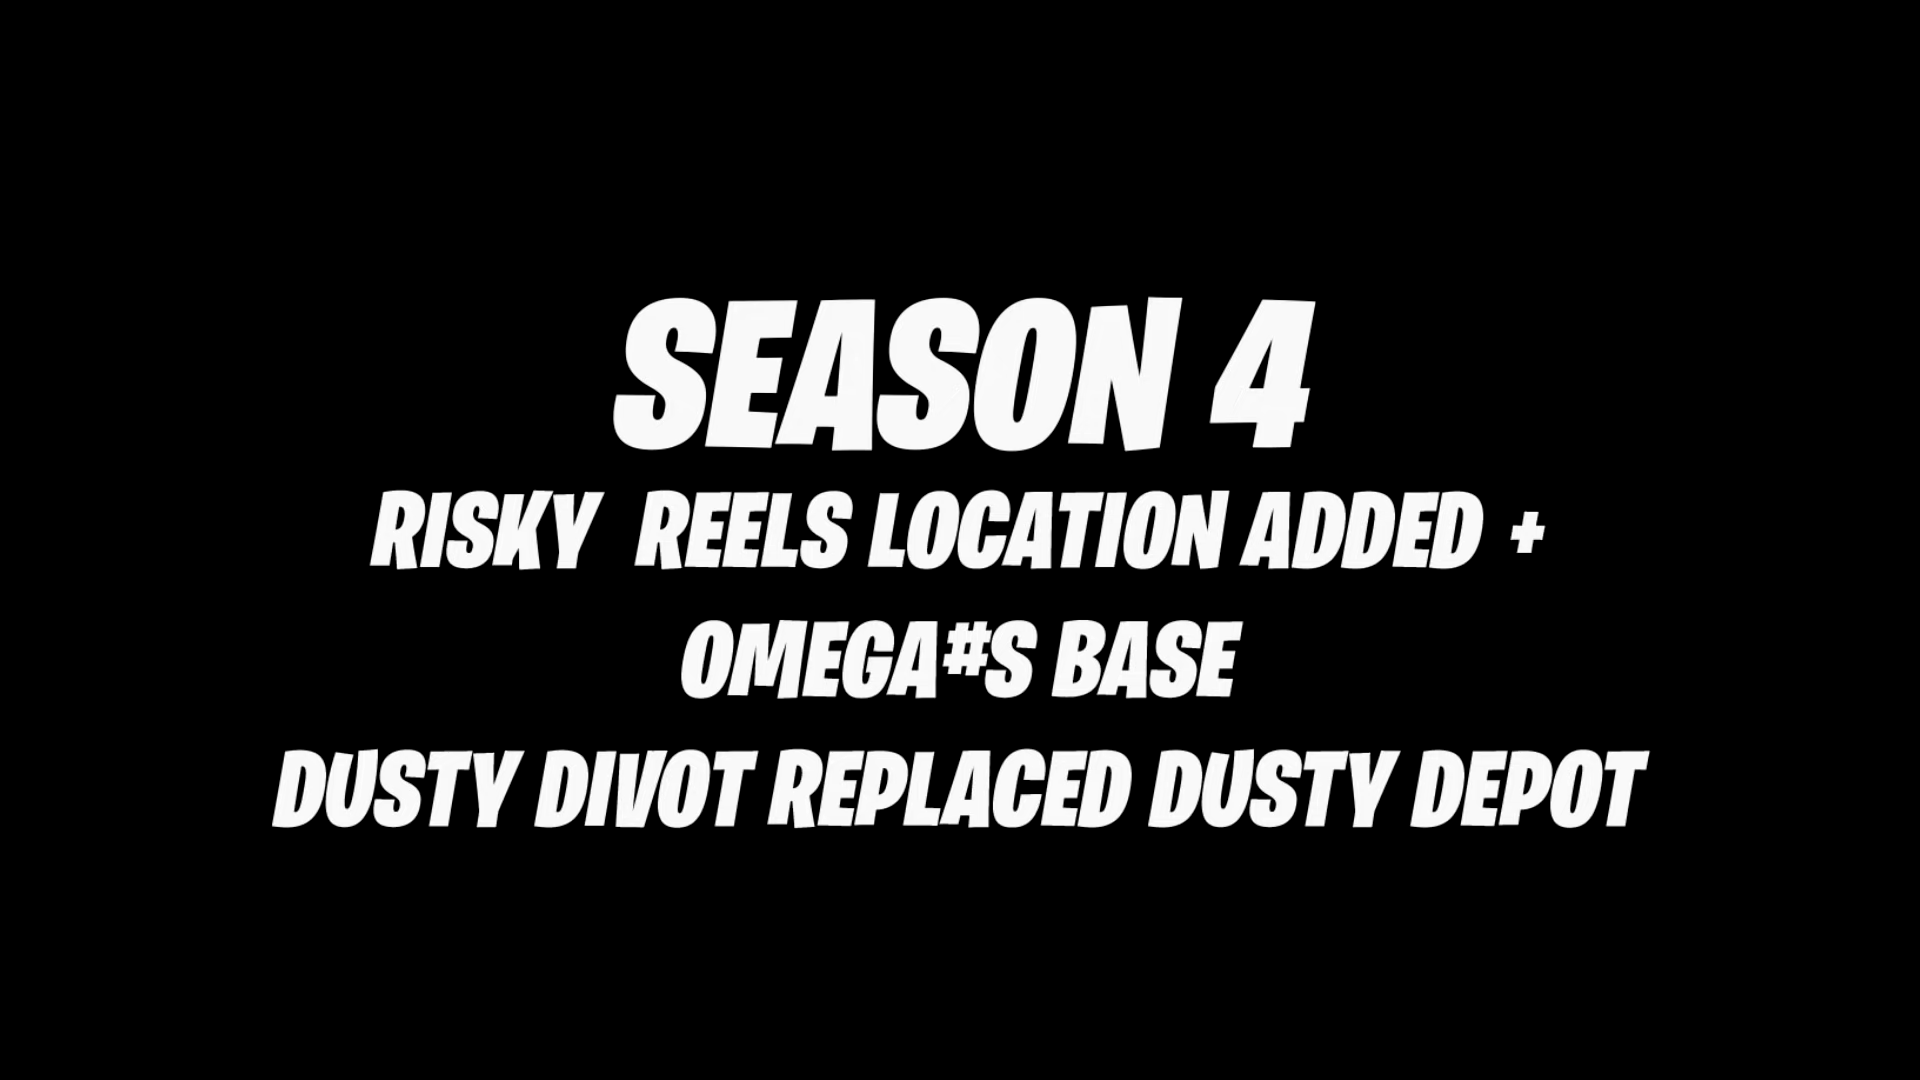 SEASON 4
RISKY REELS LOCATION ADDED +
OMEGA#S BASE
DUSTY DIVOT REPLACED DUSTY DEPOT